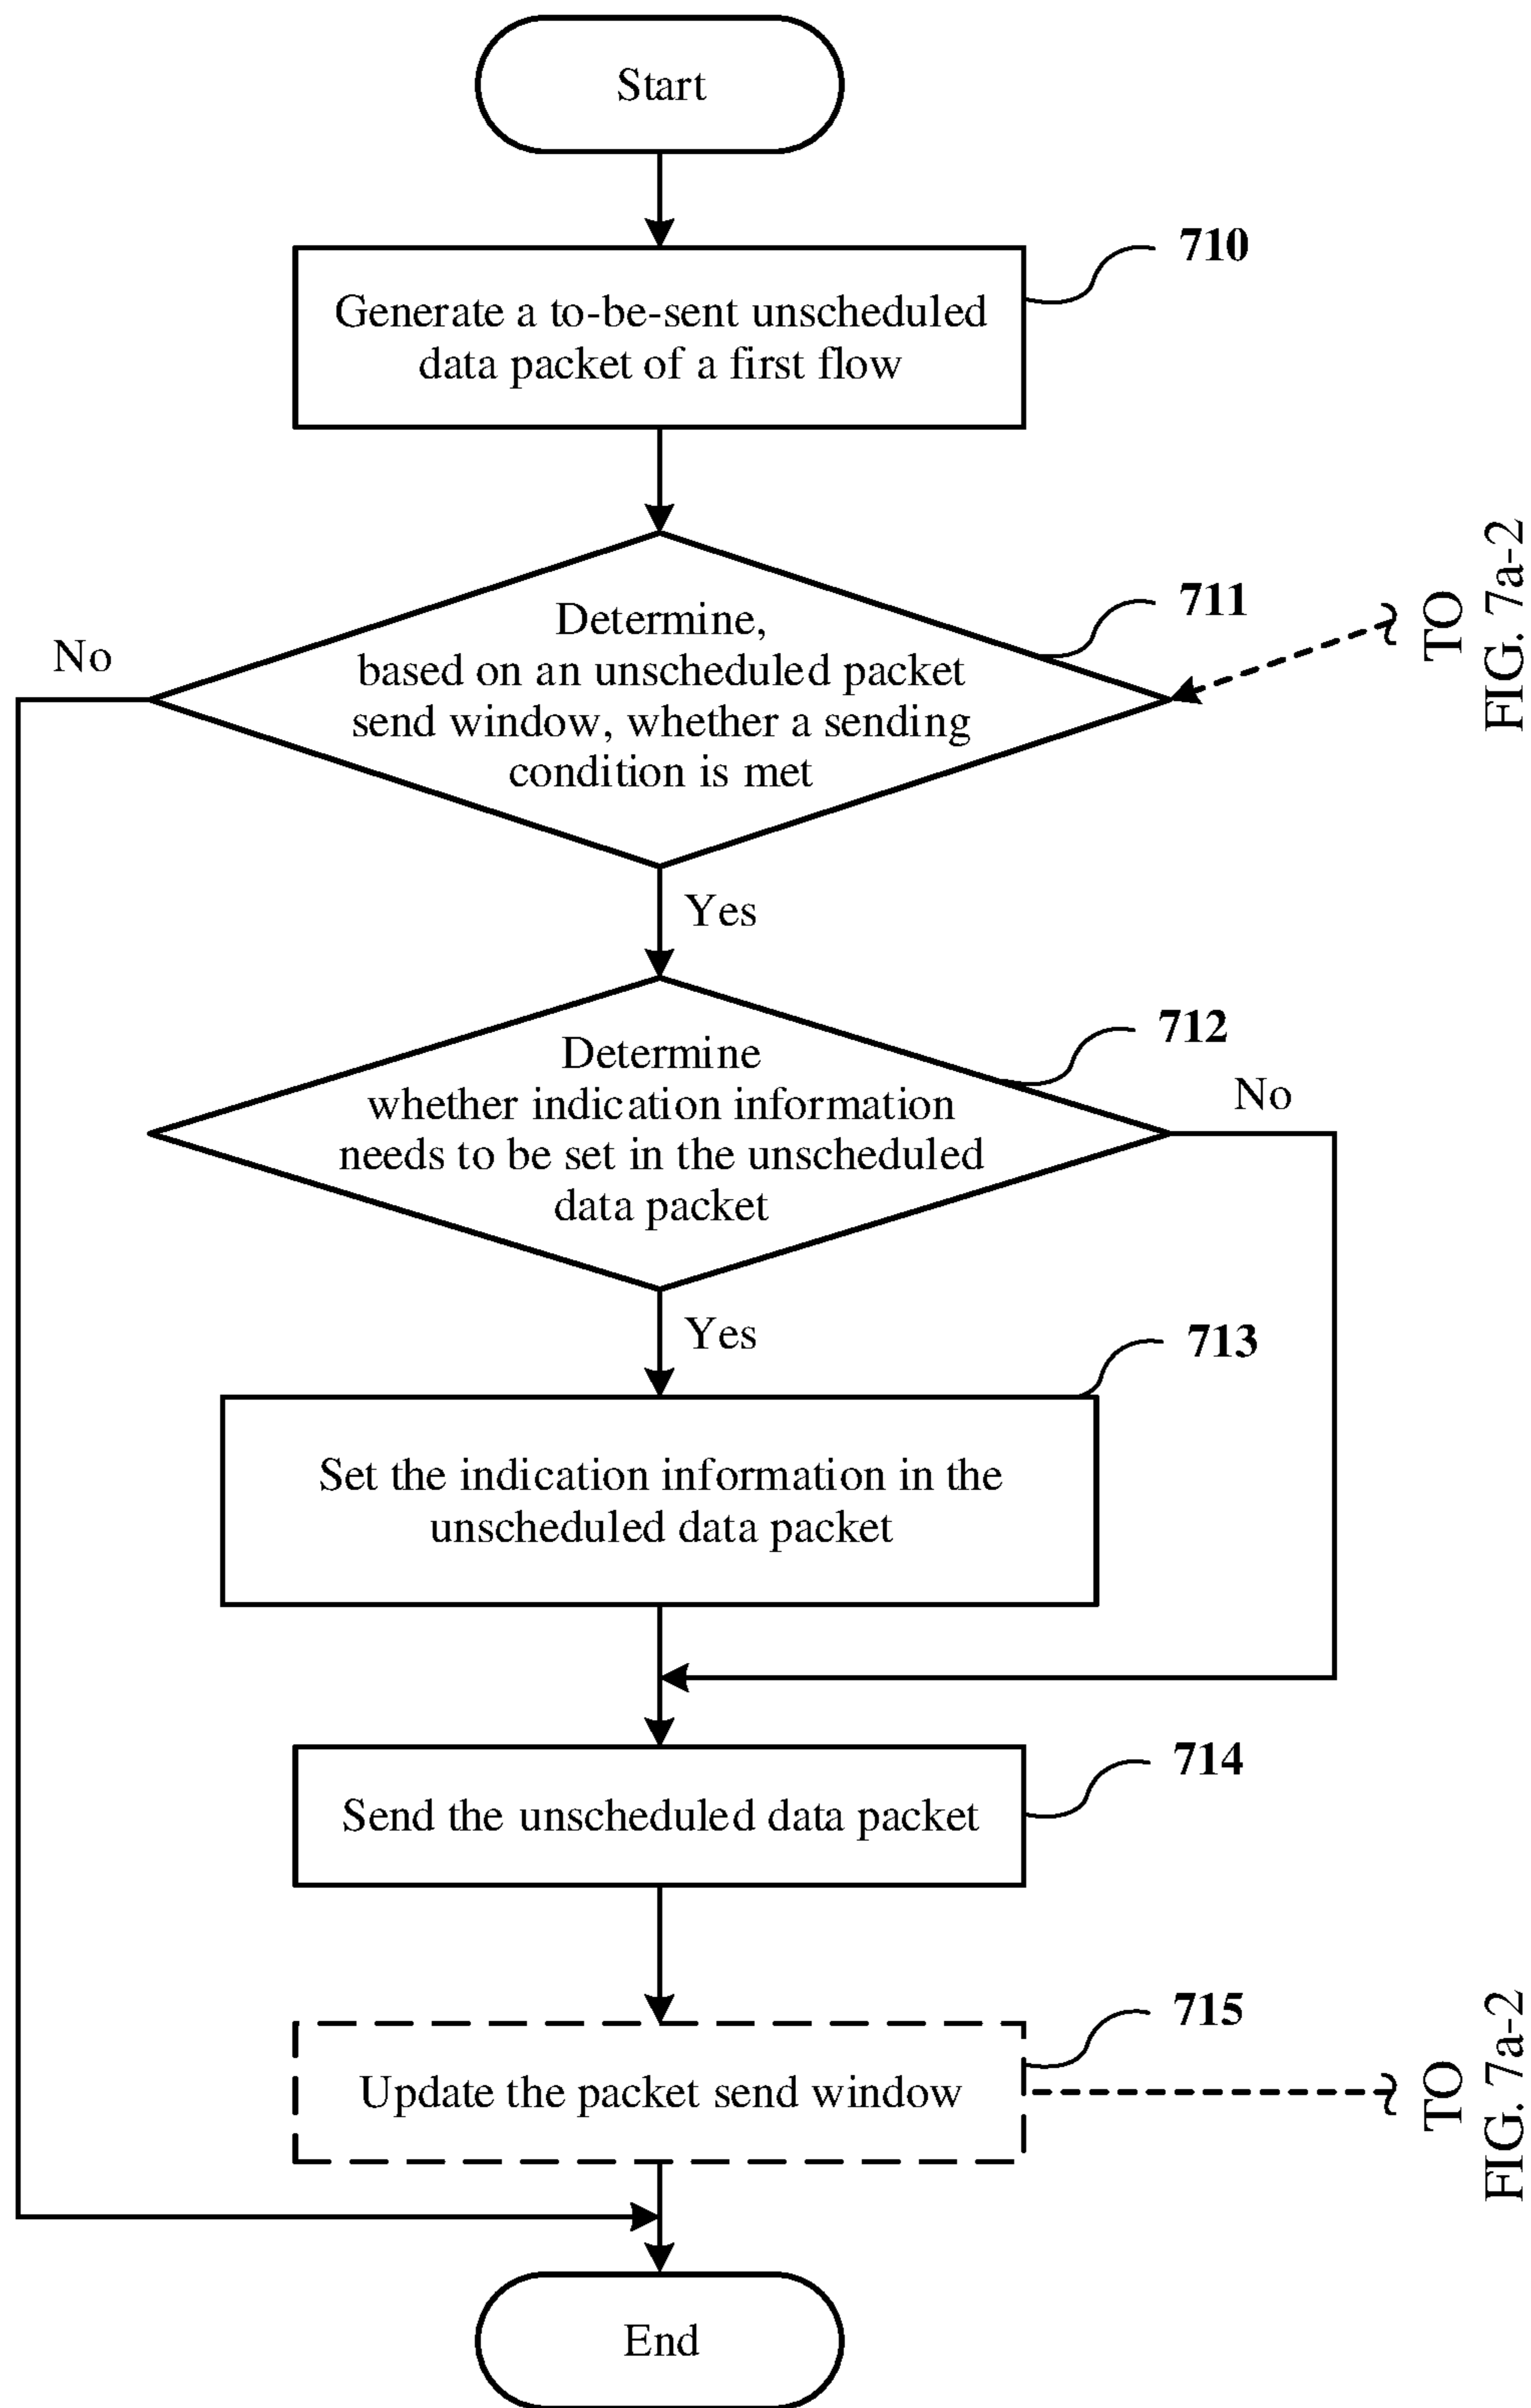 Start
710
Generate a to-be-sent unscheduled
data packet of a first flow
711
Determine,
based on an unscheduled packet
send window, whether a sending
condition is met
No
TO
FIG. 7a-2
Yes
712
Determine
whether indication information
needs to be set in the unscheduled
data packet
No
Yes
713
Set the indication information in the
unscheduled data packet
714
Send the unscheduled data packet
715
Update the packet send window
TO
FIG. 7a-2
End